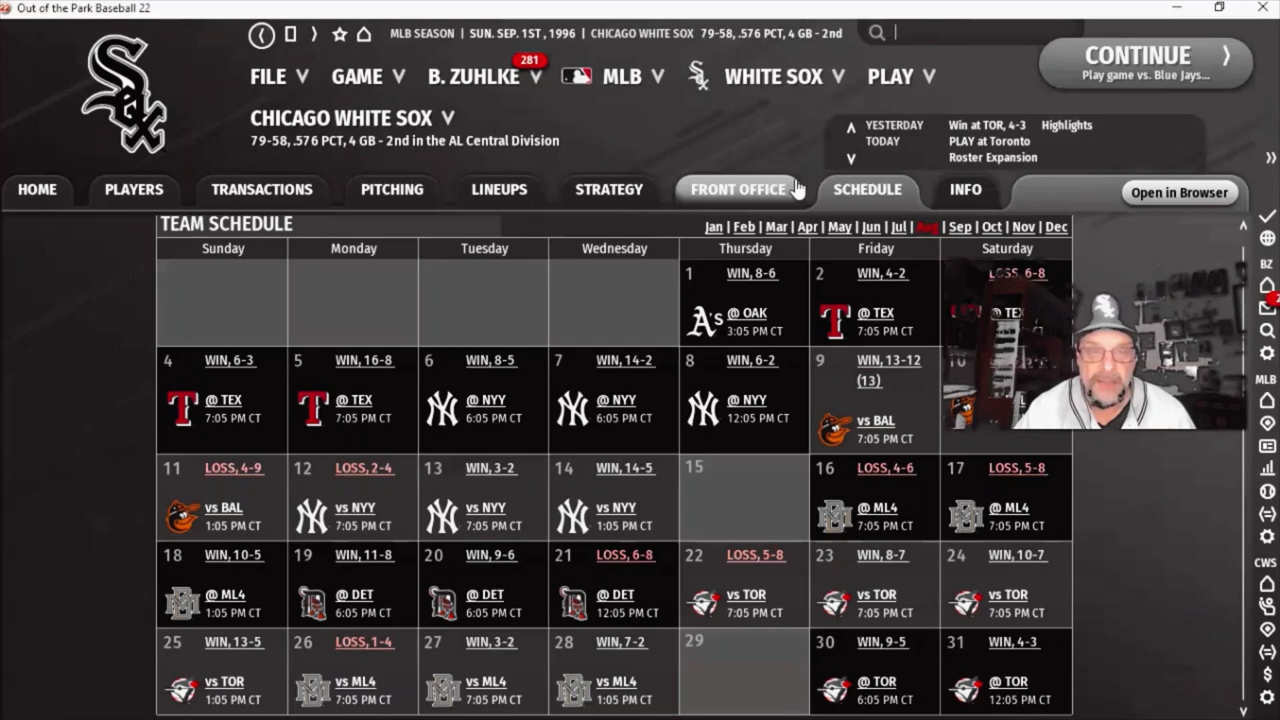 Out of the Park Baseball 22
MLB SEASON | SUN. SEP. 1ST, 1996 | CHICAGO WHITE SOX 79-58, .576 PCT, 4 GB - 2nd
CONTINUE
Play game vs. Blue Jays...
281
FILE GAME B. ZUHLKE MLB WHITE SOX PLAY
CHICAGO WHITE SOX
79-58, .576 PCT, 4 GB - 2nd in the AL Central Division
YESTERDAY Win at TOR, 4-3 Highlights
TODAY PLAY at Toronto
Roster Expansion
HOME PLAYERS TRANSACTIONS PITCHING LINEUPS STRATEGY FRONT OFFICE SCHEDULE INFO Open in Browser
TEAM SCHEDULE
Jan | Feb | Mar | Apr | May | Jun | Jul | Aug | Sep | Oct | Nov | Dec
Sunday Monday Tuesday Wednesday Thursday Friday Saturday
1 WIN, 8-6 2 WIN, 4-2 LOSS, 6-8
@ OAK @ TEX @ TEX
3:05 PM CT 7:05 PM CT
4 WIN, 6-3 5 WIN, 16-8 6 WIN, 8-5 7 WIN, 14-2 8 WIN, 6-2 9 WIN, 13-12 10
(13)
@ TEX @ TEX @ NYY @ NYY @ NYY vs BAL
7:05 PM CT 7:05 PM CT 6:05 PM CT 6:05 PM CT 12:05 PM CT 7:05 PM CT
11 LOSS, 4-9 12 LOSS, 2-4 13 WIN, 3-2 14 WIN, 14-5 15 16 LOSS, 4-6 17 LOSS, 5-8
vs BAL vs NYY vs NYY vs NYY @ ML4 @ ML4
1:05 PM CT 7:05 PM CT 7:05 PM CT 1:05 PM CT 7:05 PM CT 7:05 PM CT
18 WIN, 10-5 19 WIN, 11-8 20 WIN, 9-6 21 LOSS, 6-8 22 LOSS, 5-8 23 WIN, 8-7 24 WIN, 10-7
@ ML4 @ DET @ DET @ DET vs TOR vs TOR vs TOR
1:05 PM CT 6:05 PM CT 6:05 PM CT 12:05 PM CT 7:05 PM CT 7:05 PM CT 7:05 PM CT
25 WIN, 13-5 26 LOSS, 1-4 27 WIN, 3-2 28 WIN, 7-2 29 30 WIN, 9-5 31 WIN, 4-3
vs TOR vs ML4 vs ML4 vs ML4 @ TOR @ TOR
1:05 PM CT 7:05 PM CT 7:05 PM CT 1:05 PM CT 6:05 PM CT 12:05 PM CT
BZ
MLB
CWS